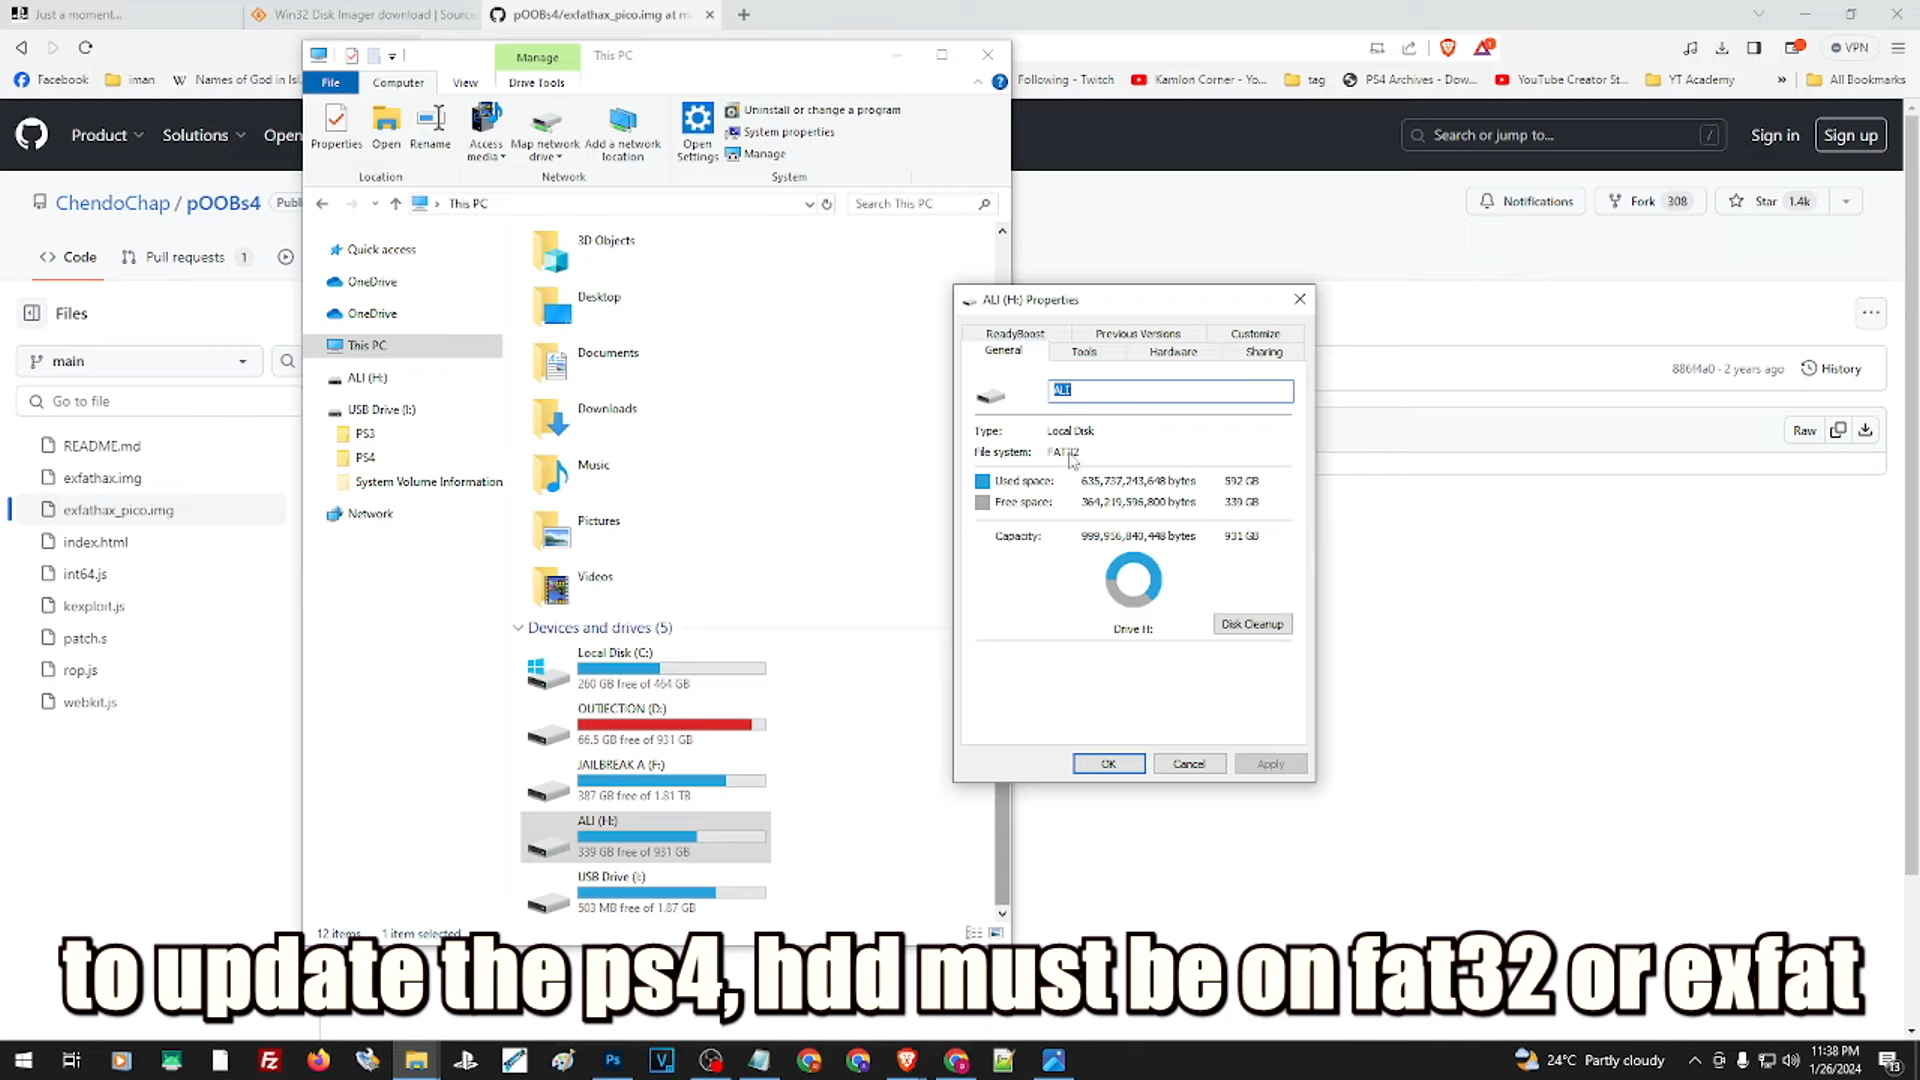 Just a moment...
Win32 Disk Imager download | Source
pOOBs4/exfathax_pico.img at m
VPN
Facebook
iman
Names of God in Isl
Following - Twitch
Kamlon Corner - Yo...
tag
PS4 Archives - Dow...
YouTube Creator St...
YT Academy
»
All Bookmarks
Manage
This PC
File
Computer
View
Drive Tools
Properties
Open
Rename
Access media
Map network drive
Add a network location
Open Settings
Uninstall or change a program
System properties
Manage
Location
Network
System
This PC
Search This PC
Product
Solutions
Open
Search or jump to...
/
Sign in
Sign up
ChendoChap / pOOBs4
Publ
Notifications
Fork 308
Star 1.4k
Code
Pull requests 1
Files
main
Go to file
README.md
exfathax.img
exfathax_pico.img
index.html
int64.js
kexploit.js
patch.s
rop.js
webkit.js
886f4a0 · 2 years ago
History
Raw
Quick access
OneDrive
OneDrive
This PC
ALI (H:)
USB Drive (I:)
PS3
PS4
System Volume Information
Network
3D Objects
Desktop
Documents
Downloads
Music
Pictures
Videos
Devices and drives (5)
Local Disk (C:)
260 GB free of 464 GB
OUTJECTION (D:)
66.5 GB free of 931 GB
JAILBREAK A (F:)
387 GB free of 1.81 TB
ALI (H:)
339 GB free of 931 GB
USB Drive (I:)
503 MB free of 1.87 GB
12 items
1 item selected
ALI (H:) Properties
ReadyBoost
Previous Versions
Customize
General
Tools
Hardware
Sharing
ALI
Type: Local Disk
File system: FAT32
Used space: 635,737,243,648 bytes 592 GB
Free space: 364,219,596,800 bytes 339 GB
Capacity: 999,956,840,448 bytes 931 GB
Drive H:
Disk Cleanup
OK
Cancel
Apply
to update the ps4, hdd must be on fat32 or exfat
Ps
24°C Partly cloudy
11:38 PM
1/26/2024
13